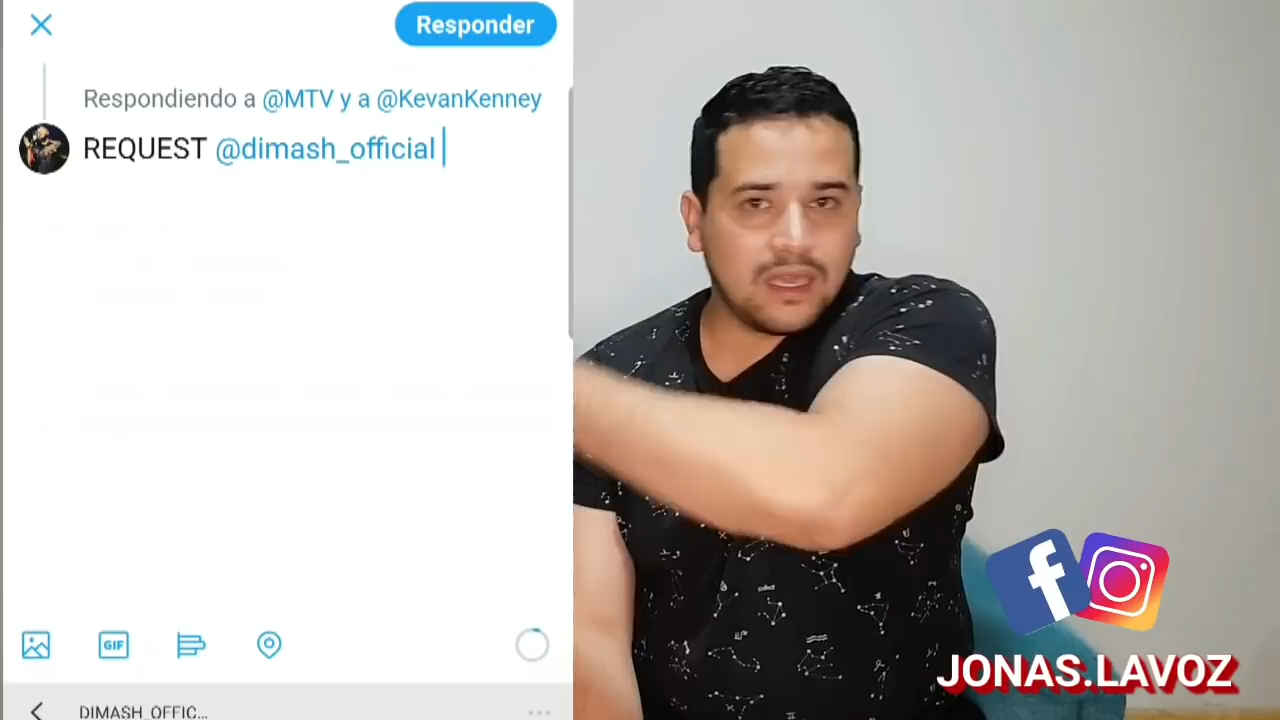 Responder
Respondiendo a @MTV y a @KevanKenney
REQUEST @dimash_official
GIF
DIMASH_OFFIC...
JONAS.LAVOZ